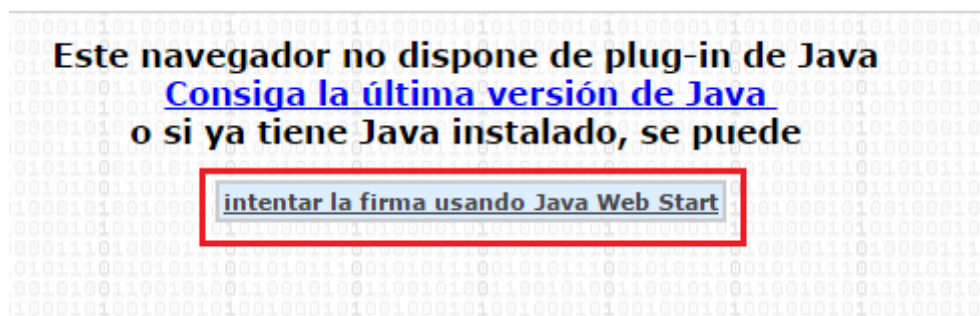 Este navegador no dispone de plug-in de Java
Consiga la última versión de Java
o si ya tiene Java instalado, se puede
intentar la firma usando Java Web Start